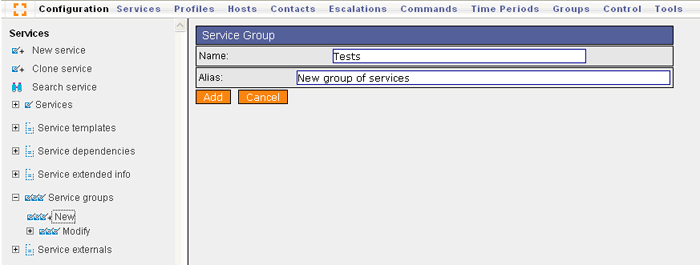 Configuration Services Profiles Hosts Contacts Escalations Commands Time Periods Groups Control Tools
Services
New service
Clone service
Search service
Services
Service templates
Service dependencies
Service extended info
Service groups
New
Modify
Service externals
Service Group
Name: Tests
Alias: New group of services
Add Cancel